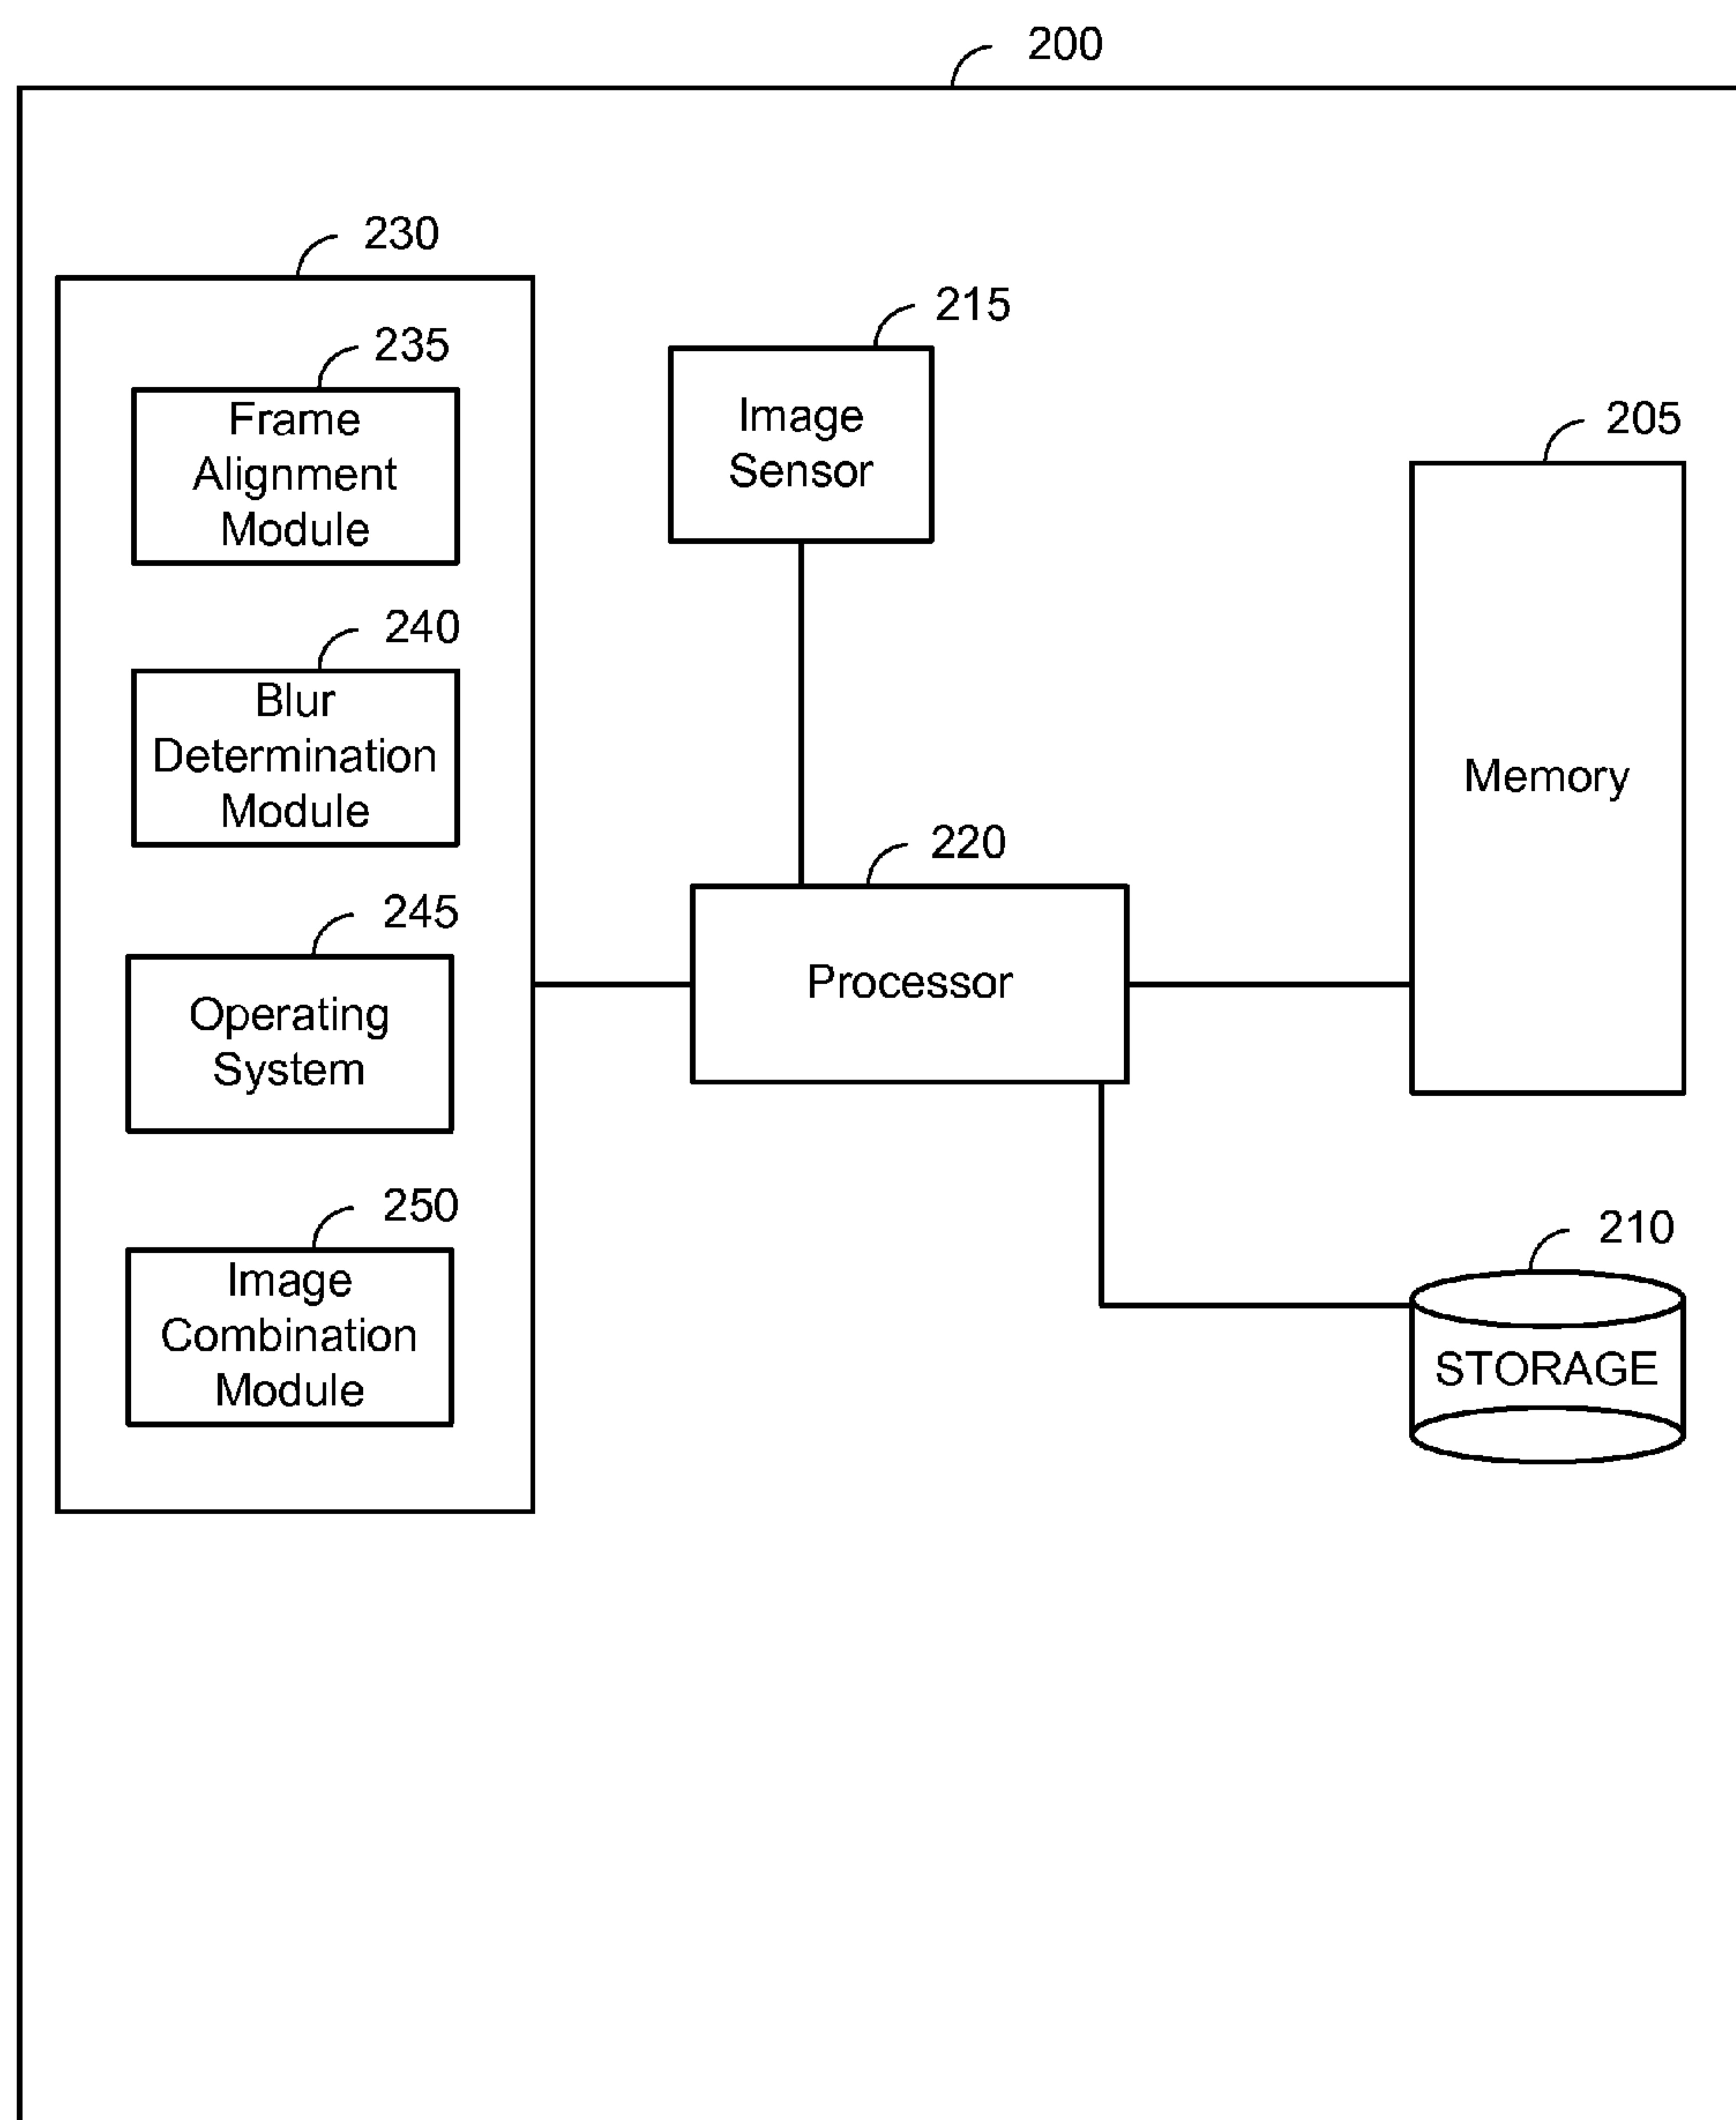 200
230
235
Frame
Alignment
Module
240
Blur
Determination
Module
245
Operating
System
250
Image
Combination
Module
215
Image
Sensor
220
Processor
205
Memory
210
STORAGE